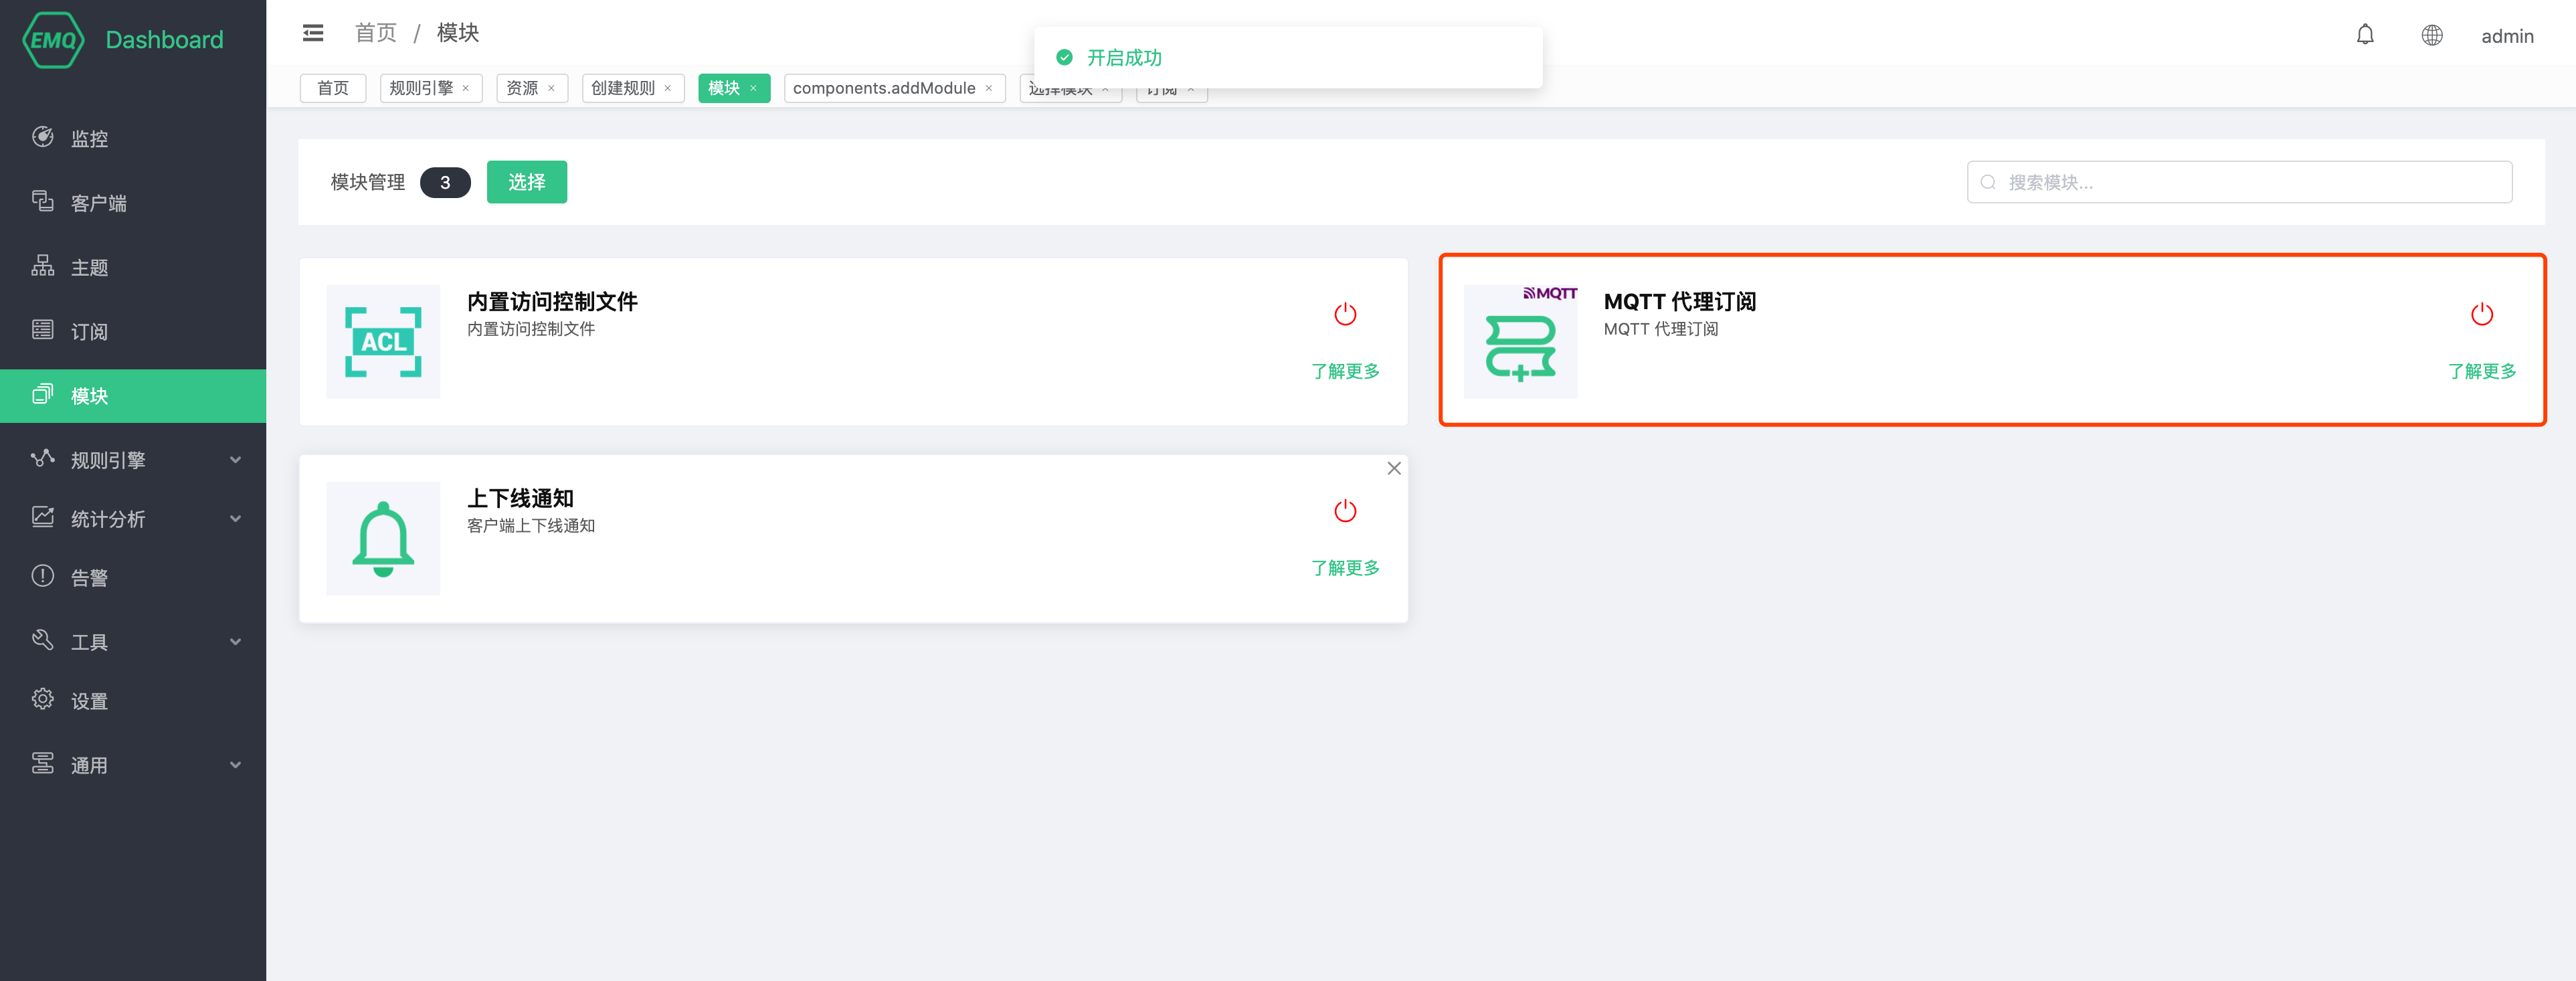 EMQ Dashboard
首页 / 模块
开启成功
admin
首页
规则引擎
资源
创建规则
模块
components.addModule
选择模块
订阅
监控
客户端
主题
订阅
模块
规则引擎
统计分析
告警
工具
设置
通用
模块管理 3 选择
搜索模块...
ACL
内置访问控制文件
内置访问控制文件
了解更多
MQTT
MQTT 代理订阅
MQTT 代理订阅
了解更多
上下线通知
客户端上下线通知
了解更多